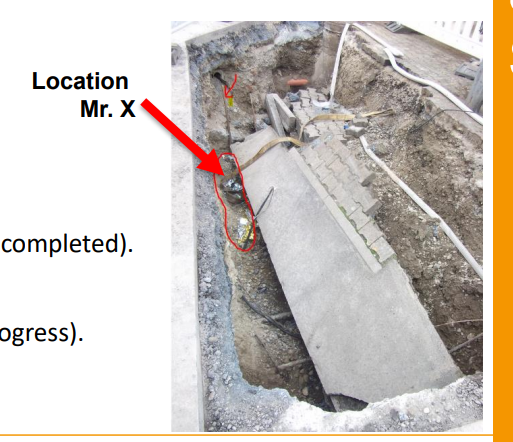 Location
Mr. X
completed).
ogress).